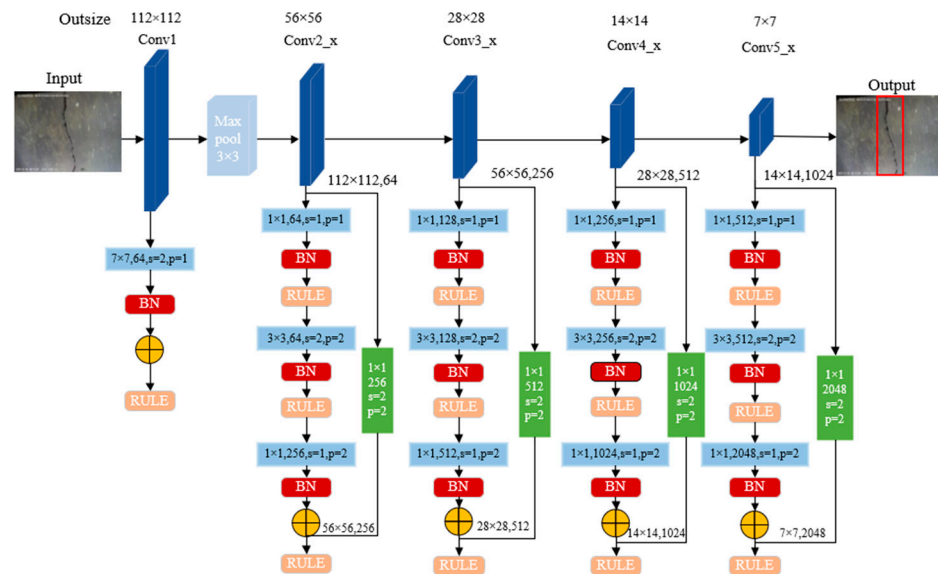 Outsize
112×112
56×56
28×28
14×14
7×7
Conv1
Conv2_x
Conv3_x
Conv4_x
Conv5_x
Input
Output
Max
pool
3×3
7×7,64,s=2,p=1
BN
RULE
112×112,64
1×1,64,s=1,p=1
BN
RULE
3×3,64,s=2,p=2
BN
RULE
1×1,256,s=1,p=2
BN
1×1
256
s=2
p=2
56×56,256
RULE
56×56,256
1×1,128,s=1,p=1
BN
RULE
3×3,128,s=2,p=2
BN
RULE
1×1,512,s=1,p=2
BN
1×1
512
s=2
p=2
28×28,512
RULE
28×28,512
1×1,256,s=1,p=1
BN
RULE
3×3,256,s=2,p=2
BN
RULE
1×1,1024,s=1,p=2
BN
1×1
1024
s=2
p=2
14×14,1024
RULE
14×14,1024
1×1,512,s=1,p=1
BN
RULE
3×3,512,s=2,p=2
BN
RULE
1×1,2048,s=1,p=2
BN
1×1
2048
s=2
p=2
7×7,2048
RULE